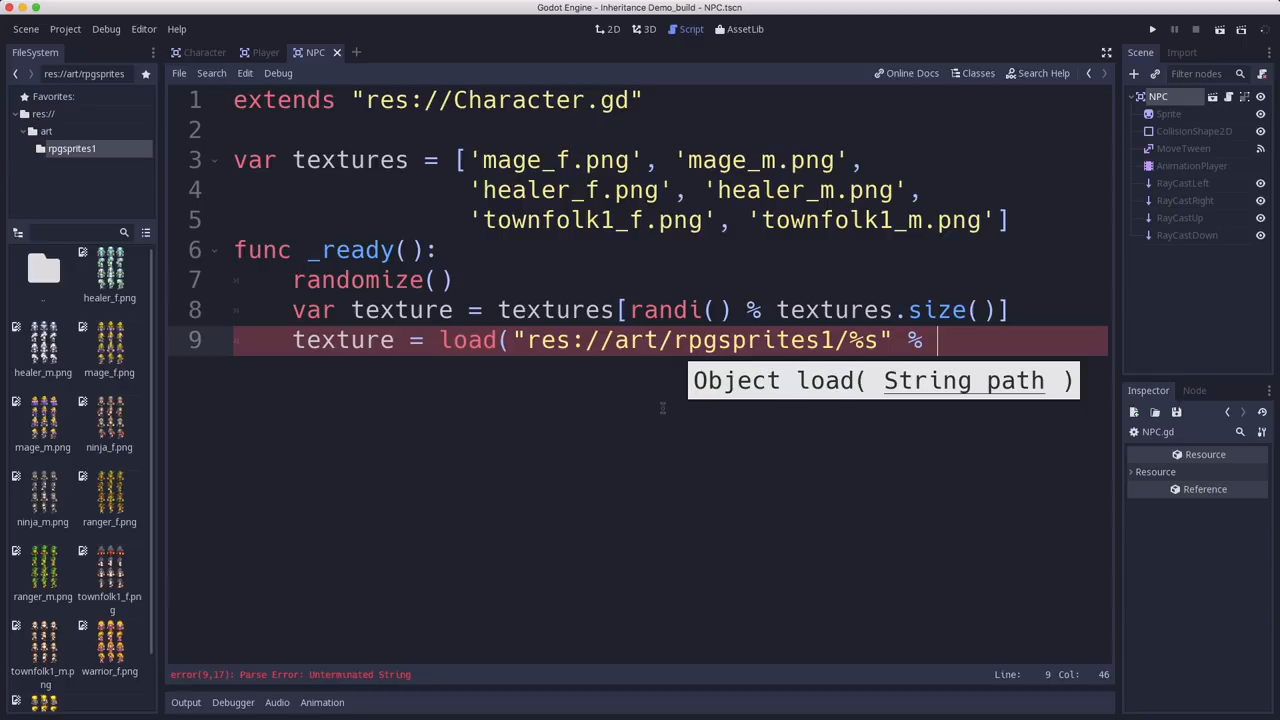 Godot Engine - Inheritance Demo_build - NPC.tscn
Scene Project Debug Editor Help
2D 3D Script AssetLib
FileSystem
res://art/rpgsprites
Favorites:
res://
art
rpgsprites1
..
healer_f.png
healer_m.png
mage_f.png
mage_m.png
ninja_f.png
ninja_m.png
ranger_f.png
ranger_m.png
townfolk1_f.pn
g
townfolk1_m.p
ng
warrior_f.png
Character Player NPC
File Search Edit Debug
Online Docs Classes Search Help
1 extends "res://Character.gd"
2
3 var textures = ['mage_f.png', 'mage_m.png',
4 'healer_f.png', 'healer_m.png',
5 'townfolk1_f.png', 'townfolk1_m.png']
6 func _ready():
7 randomize()
8 var texture = textures[randi() % textures.size()]
9 texture = load("res://art/rpgsprites1/%s" %
Object load( String path )
error(9,17): Parse Error: Unterminated String
Line: 9 Col: 46
Output Debugger Audio Animation
Scene Import
Filter nodes
NPC
Sprite
CollisionShape2D
MoveTween
AnimationPlayer
RayCastLeft
RayCastRight
RayCastUp
RayCastDown
Inspector Node
NPC.gd
Resource
Resource
Reference